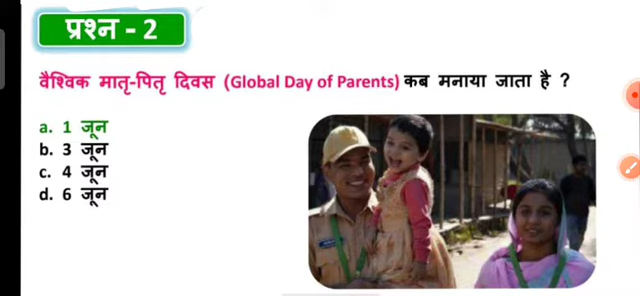 प्रश्न - 2
वैश्विक मातृ-पितृ दिवस (Global Day of Parents) कब मनाया जाता है ?
a. 1 जून
b. 3 जून
c. 4 जून
d. 6 जून